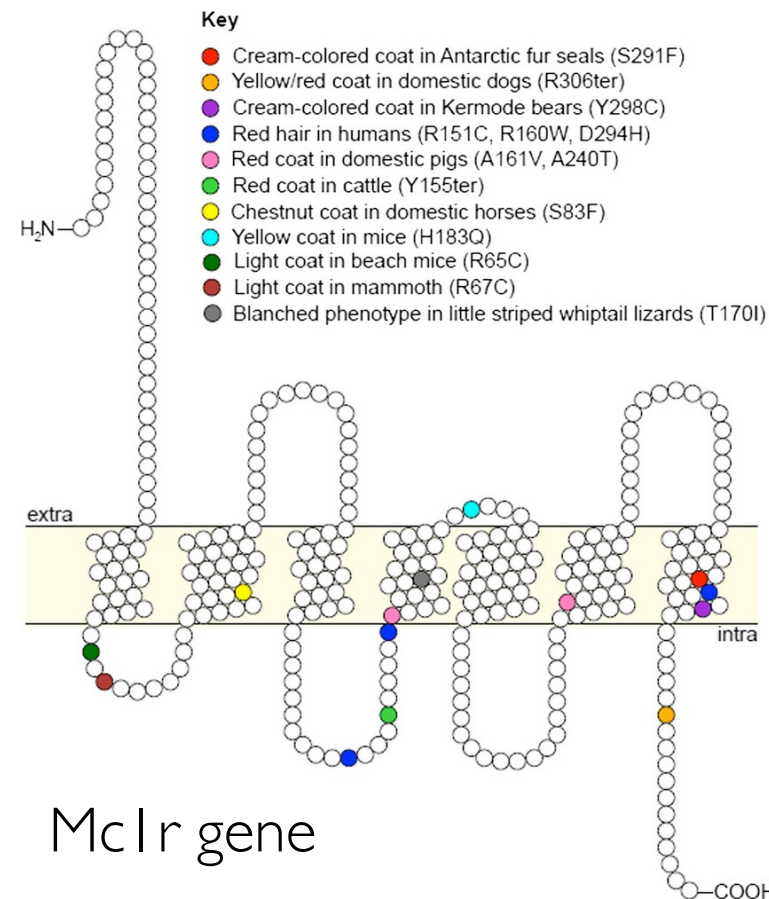 Key
Cream-colored coat in Antarctic fur seals (S291F)
Yellow/red coat in domestic dogs (R306ter)
Cream-colored coat in Kermode bears (Y298C)
Red hair in humans (R151C, R160W, D294H)
Red coat in domestic pigs (A161V, A240T)
Red coat in cattle (Y155ter)
Chestnut coat in domestic horses (S83F)
Yellow coat in mice (H183Q)
Light coat in beach mice (R65C)
Light coat in mammoth (R67C)
Blanched phenotype in little striped whiptail lizards (T170I)
H₂N
extra
intra
Mc1r gene
COOH